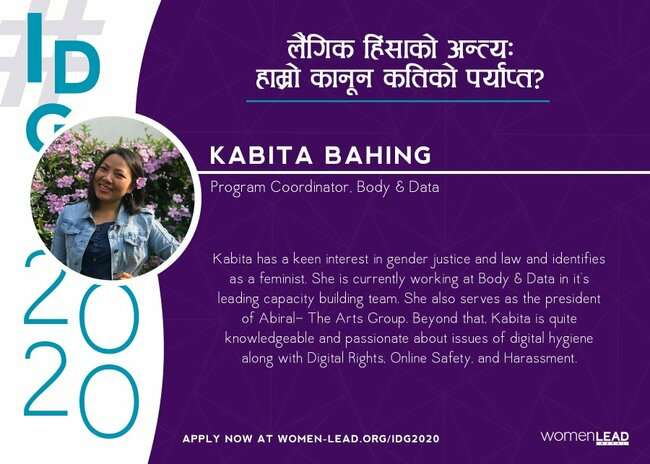 #IDG
2020
लैंगिक हिंसाको अन्त्यः
हाम्रो कानून कतिको पर्याप्त?
KABITA BAHING
Program Coordinator, Body & Data
Kabita has a keen interest in gender justice and law and identifies
as a feminist. She is currently working at Body & Data in it's
leading capacity building team. She also serves as the president
of Abiral- The Arts Group. Beyond that, Kabita is quite
knowledgeable and passionate about issues of digital hygiene
along with Digital Rights, Online Safety, and Harassment.
APPLY NOW AT WOMEN-LEAD.ORG/IDG2020
womenLEAD
NEPAL